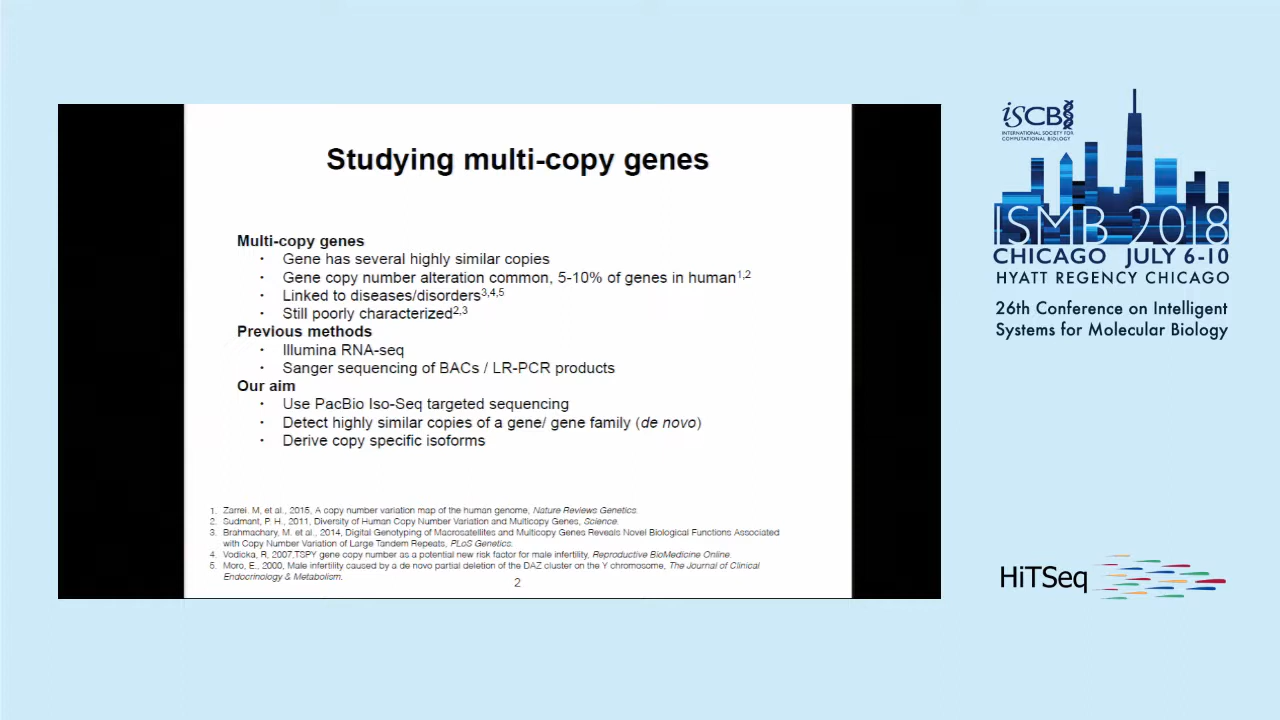 Studying multi-copy genes
Multi-copy genes
· Gene has several highly similar copies
· Gene copy number alteration common, 5-10% of genes in human1,2
· Linked to diseases/disorders3,4,5
· Still poorly characterized2,3
Previous methods
· Illumina RNA-seq
· Sanger sequencing of BACs / LR-PCR products
Our aim
· Use PacBio Iso-Seq targeted sequencing
· Detect highly similar copies of a gene/ gene family (de novo)
· Derive copy specific isoforms
1. Zarrei. M, et al., 2015, A copy number variation map of the human genome, Nature Reviews Genetics.
2. Sudmant, P. H., 2011, Diversity of Human Copy Number Variation and Multicopy Genes, Science.
3. Brahmachary, M. et al., 2014, Digital Genotyping of Macrosatellites and Multicopy Genes Reveals Novel Biological Functions Associated
with Copy Number Variation of Large Tandem Repeats, PLoS Genetics.
4. Vodicka, R, 2007.TSPY gene copy number as a potential new risk factor for male infertility, Reproductive BioMedicine Online.
5. Moro, E., 2000, Male infertility caused by a de novo partial deletion of the DAZ cluster on the Y chromosome, The Journal of Clinical
Endocrinology & Metabolism.
2
iSCB
INTERNATIONAL SOCIETY FOR
COMPUTATIONAL BIOLOGY
ISMB 2018
CHICAGO JULY 6-10
HYATT REGENCY CHICAGO
26th Conference on Intelligent
Systems for Molecular Biology
HiTSeq